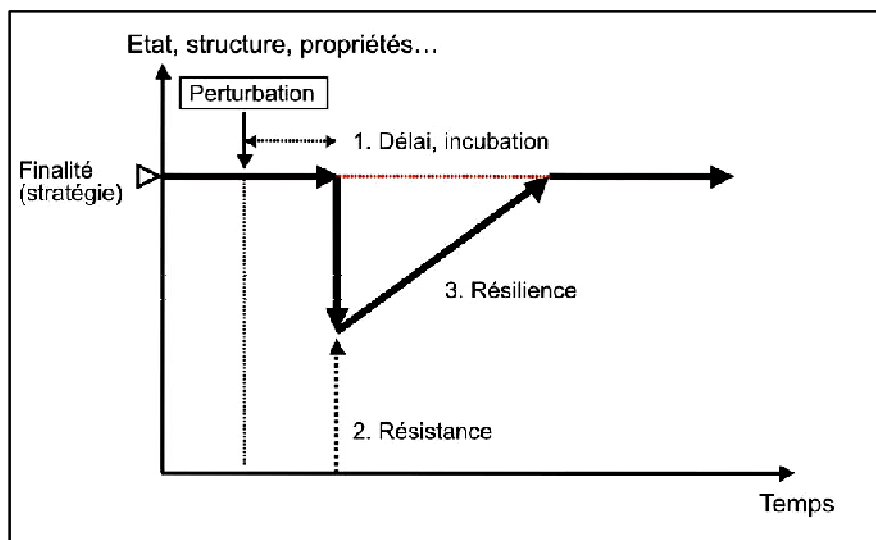 Etat, structure, propriétés...
Perturbation
1. Délai, incubation
Finalité
(stratégie)
3. Résilience
2. Résistance
Temps